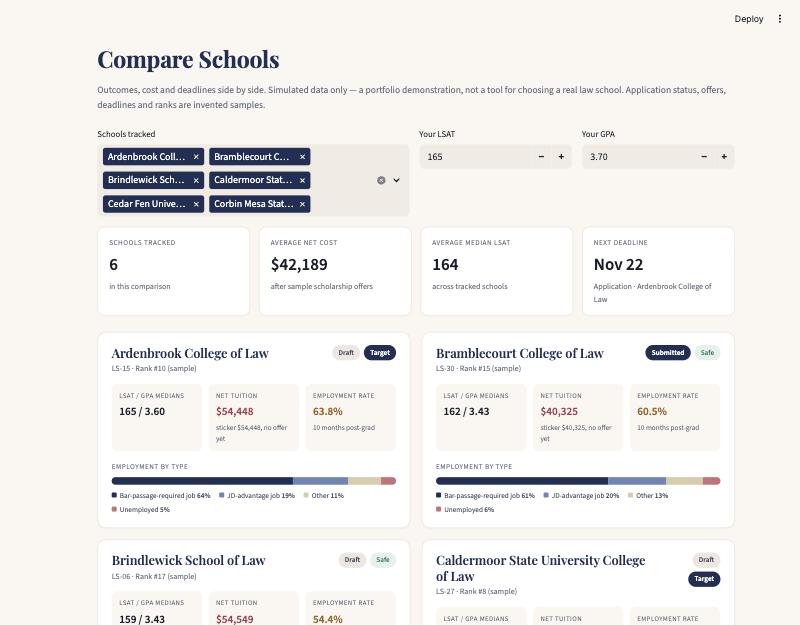 Deploy
Compare Schools
Outcomes, cost and deadlines side by side. Simulated data only — a portfolio demonstration, not a tool for choosing a real law school. Application status, offers,
deadlines and ranks are invented samples.
Schools tracked
Your LSAT
Your GPA
Ardenbrook Coll… × Bramblecourt C… ×
165 − +
3.70 − +
Brindlewick Sch… × Caldermoor Stat… ×
Cedar Fen Unive… × Corbin Mesa Stat… ×
SCHOOLS TRACKED
6
in this comparison
AVERAGE NET COST
$42,189
after sample scholarship offers
AVERAGE MEDIAN LSAT
164
across tracked schools
NEXT DEADLINE
Nov 22
Application · Ardenbrook College of
Law
Ardenbrook College of Law
Draft Target
LS-15 · Rank #10 (sample)
LSAT / GPA MEDIANS
165 / 3.60
NET TUITION
$54,448
sticker $54,448, no offer
yet
EMPLOYMENT RATE
63.8%
10 months post-grad
EMPLOYMENT BY TYPE
Bar-passage-required job 64% JD-advantage job 19% Other 11%
Unemployed 5%
Bramblecourt College of Law
Submitted Safe
LS-30 · Rank #15 (sample)
LSAT / GPA MEDIANS
162 / 3.43
NET TUITION
$40,325
sticker $40,325, no offer
yet
EMPLOYMENT RATE
60.5%
10 months post-grad
EMPLOYMENT BY TYPE
Bar-passage-required job 61% JD-advantage job 20% Other 13%
Unemployed 6%
Brindlewick School of Law
Draft Safe
LS-06 · Rank #17 (sample)
LSAT / GPA MEDIANS
159 / 3.43
NET TUITION
$54,549
EMPLOYMENT RATE
54.4%
Caldermoor State University College
of Law
Draft
Target
LS-27 · Rank #8 (sample)
LSAT / GPA MEDIANS
NET TUITION
EMPLOYMENT RATE